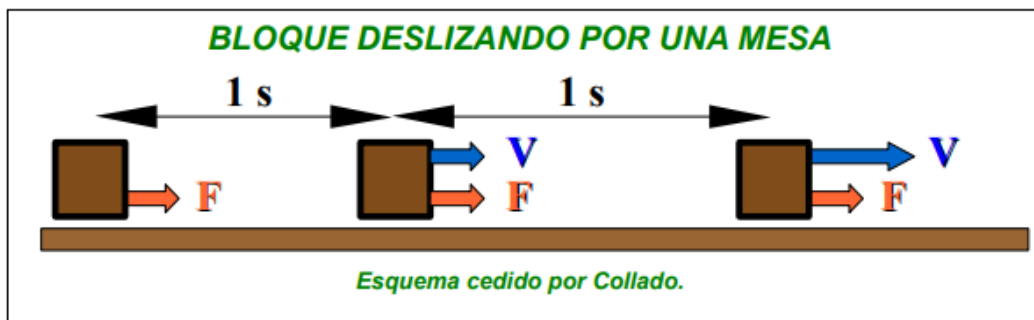 BLOQUE DESLIZANDO POR UNA MESA
1 s 1 s
V V
F F F
Esquema cedido por Collado.